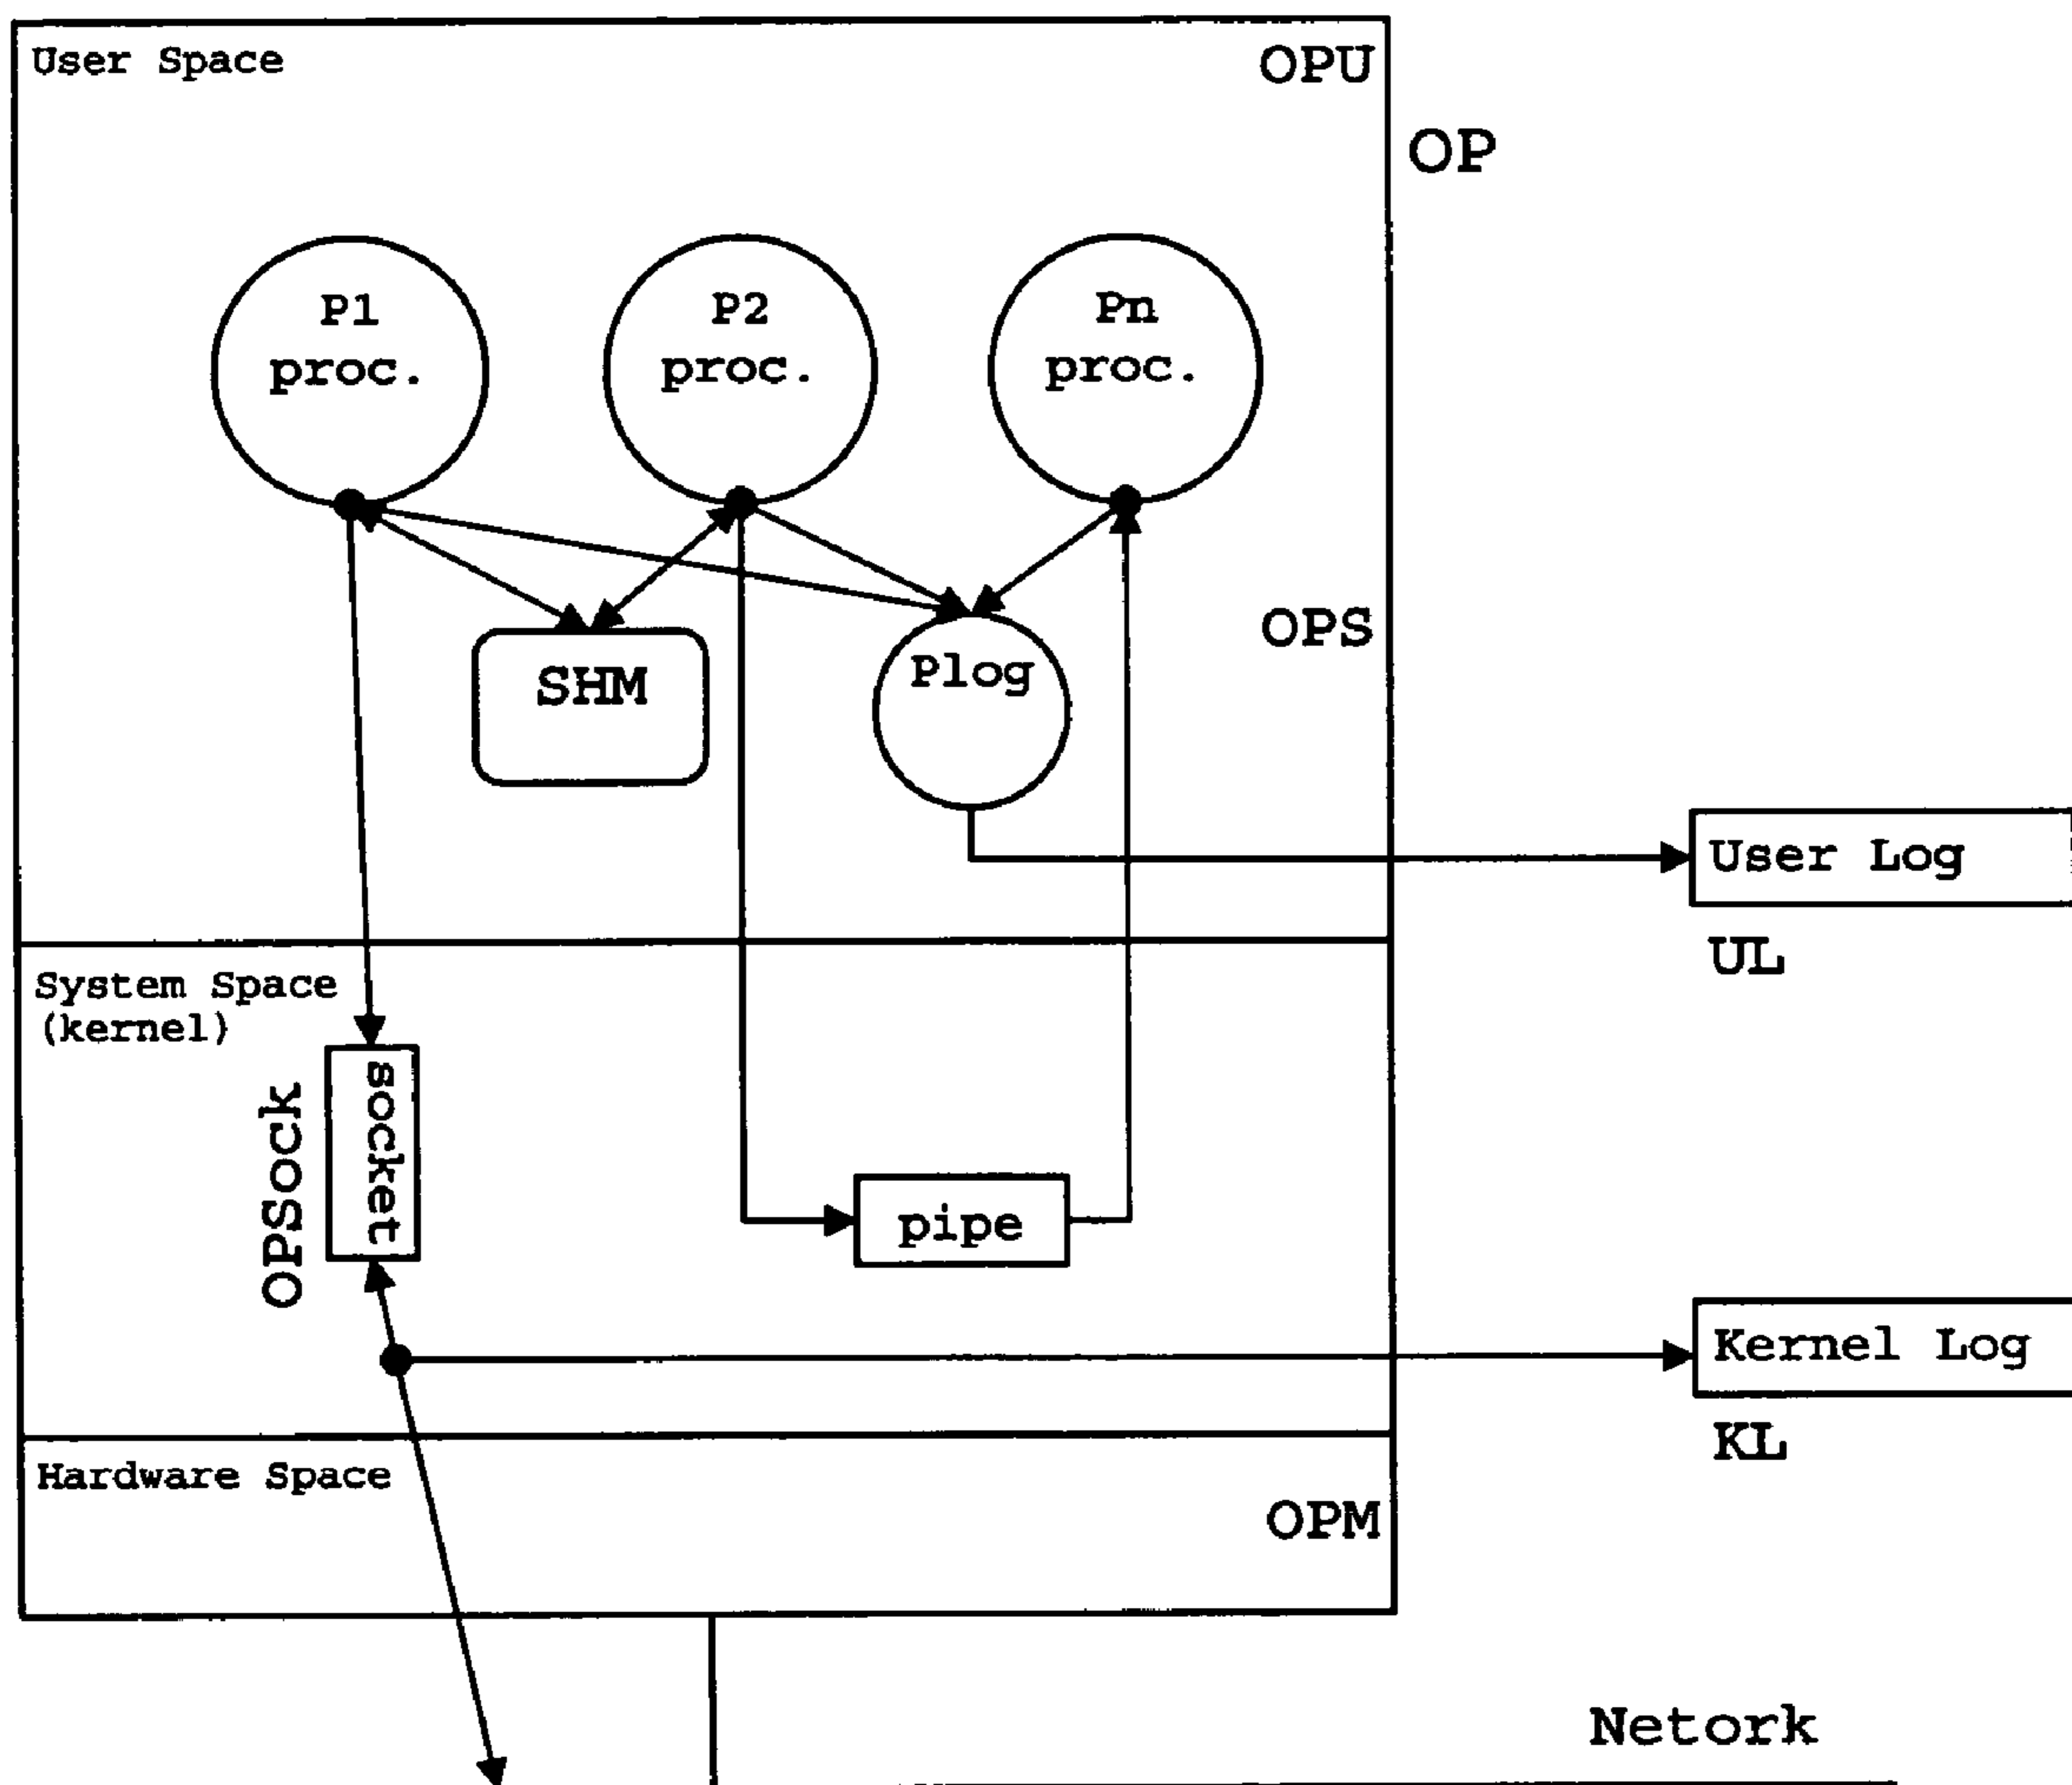 User Space
OPU
OP
P1
proc.
P2
proc.
Pn
proc.
OPS
SHM
Plog
User Log
UL
System Space
(kernel)
OPSock
socket
pipe
Kernel Log
KL
Hardware Space
OPM
Netork